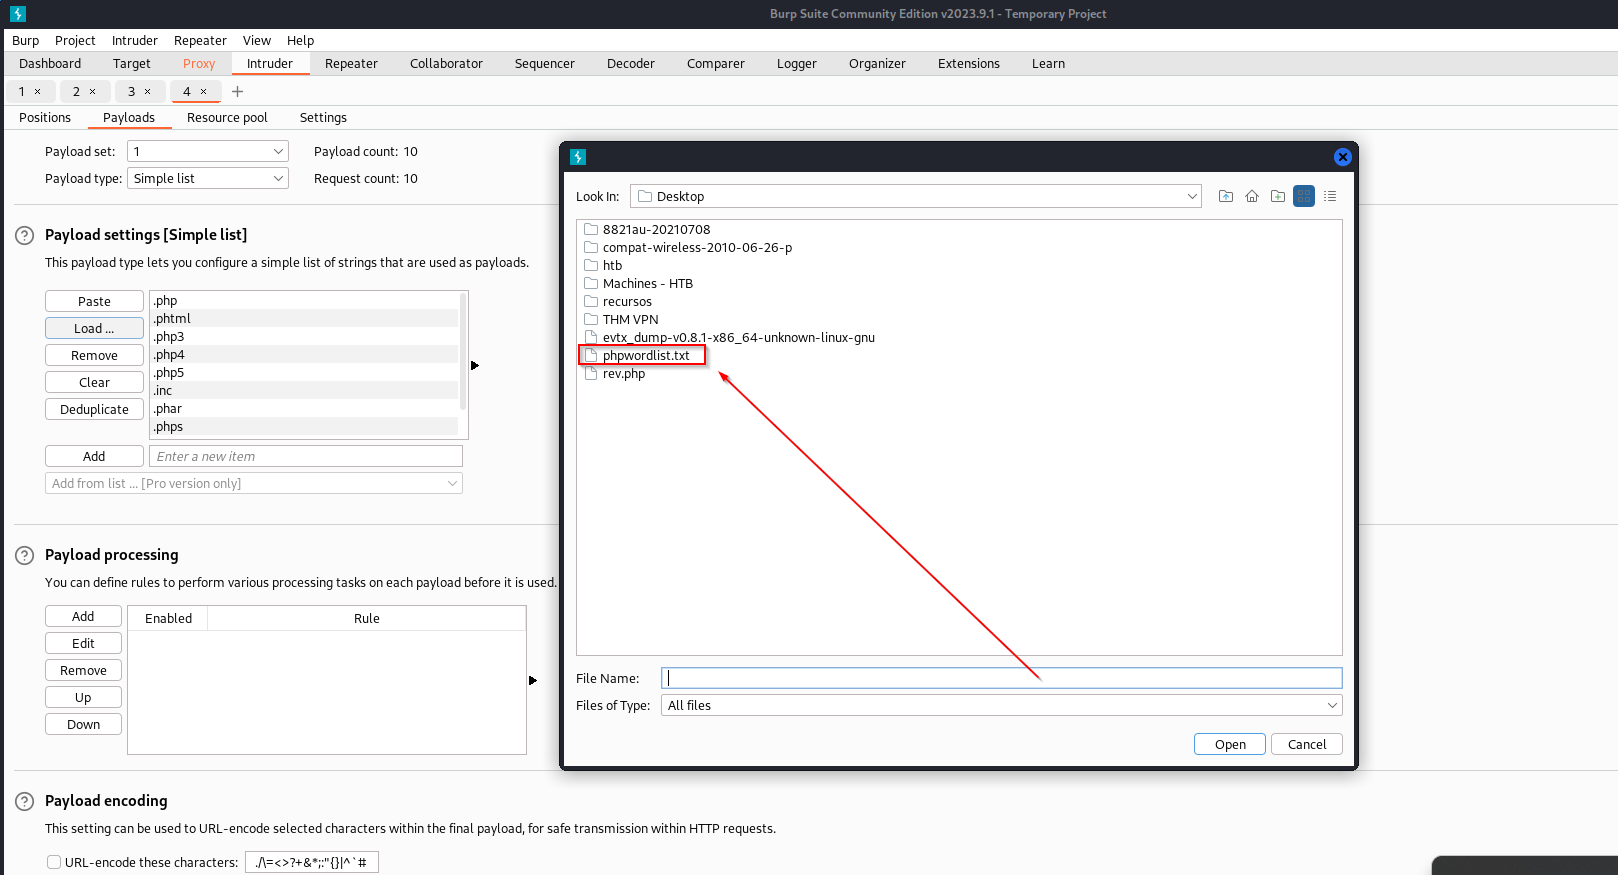 Burp Suite Community Edition v2023.9.1 - Temporary Project
Burp Project Intruder Repeater View Help
Dashboard Target Proxy Intruder Repeater Collaborator Sequencer Decoder Comparer Logger Organizer Extensions Learn
1 × 2 × 3 × 4 × +
Positions Payloads Resource pool Settings
Payload set: 1 Payload count: 10
Payload type: Simple list Request count: 10
Payload settings [Simple list]
This payload type lets you configure a simple list of strings that are used as payloads.
Paste
Load ...
Remove
Clear
Deduplicate
.php
.phtml
.php3
.php4
.php5
.inc
.phar
.phps
Add Enter a new item
Add from list ... [Pro version only]
Payload processing
You can define rules to perform various processing tasks on each payload before it is used.
Add
Edit
Remove
Up
Down
Enabled Rule
Payload encoding
This setting can be used to URL-encode selected characters within the final payload, for safe transmission within HTTP requests.
URL-encode these characters: ./\=<>?+&*;:"{}|^`#
Look In: Desktop
8821au-20210708
compat-wireless-2010-06-26-p
htb
Machines - HTB
recursos
THM VPN
evtx_dump-v0.8.1-x86_64-unknown-linux-gnu
phpwordlist.txt
rev.php
File Name:
Files of Type: All files
Open Cancel